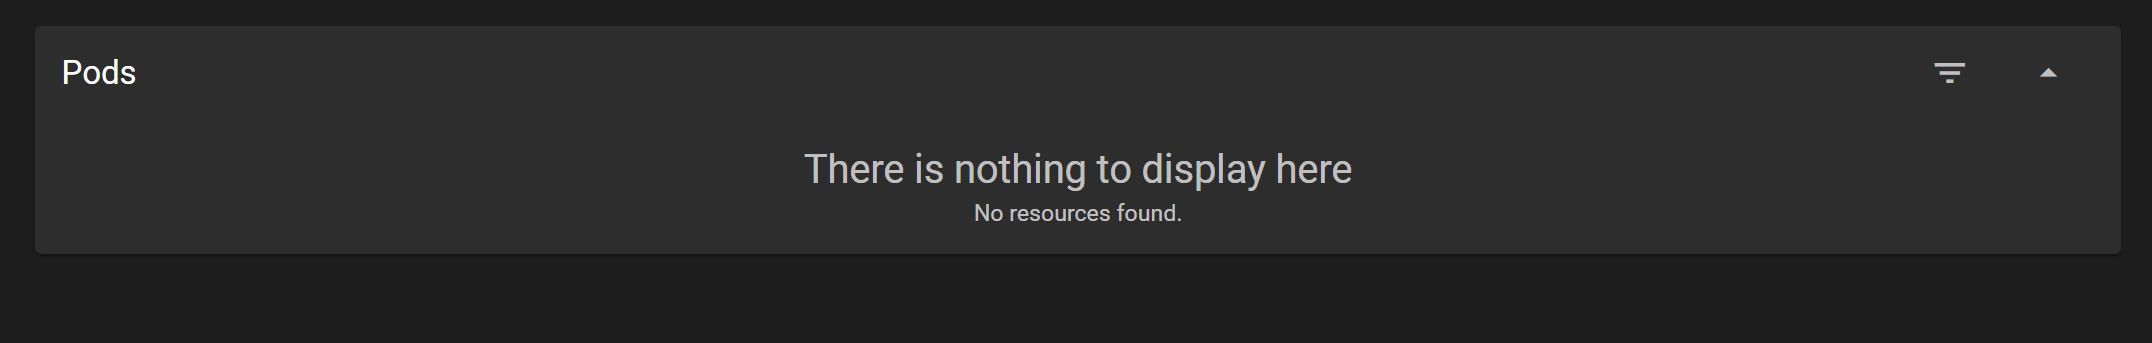 Pods
There is nothing to display here
No resources found.